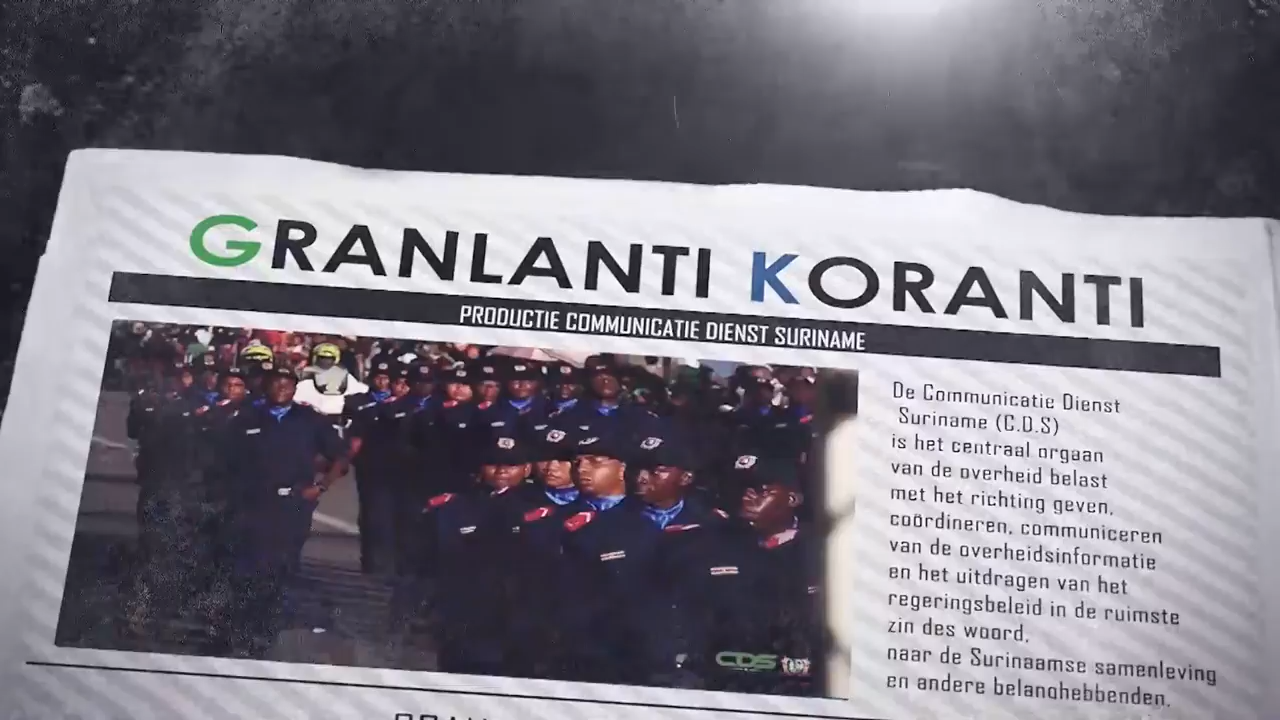 GRANLANTI KORANTI
PRODUCTIE COMMUNICATIE DIENST SURINAME
De Communicatie Dienst
Suriname (C.D.S)
is het centraal orgaan
van de overheid belast
met het richting geven,
coördineren, communiceren
van de overheidsinformatie
en het uitdragen van het
regeringsbeleid in de ruimste
zin des woord,
naar de Surinaamse samenleving
en andere belanghebbenden.
CDS